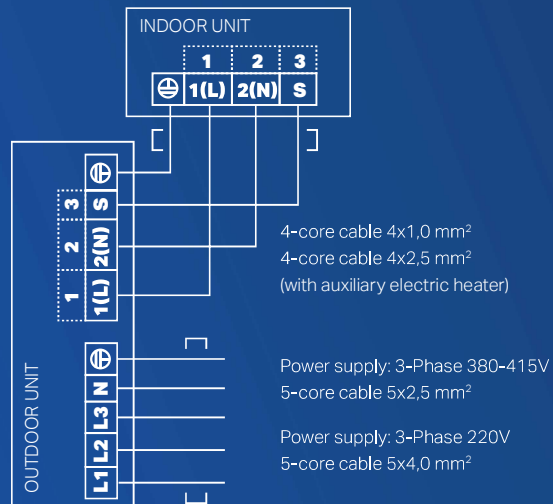 INDOOR UNIT
1 2 3
1(L) 2(N) S
3 S
2 2(N)
1 1(L)
4-core cable 4x1,0 mm²
4-core cable 4x2,5 mm²
(with auxiliary electric heater)
OUTDOOR UNIT
N
L3
L2
L1
Power supply: 3-Phase 380-415V
5-core cable 5x2,5 mm²
Power supply: 3-Phase 220V
5-core cable 5x4,0 mm²